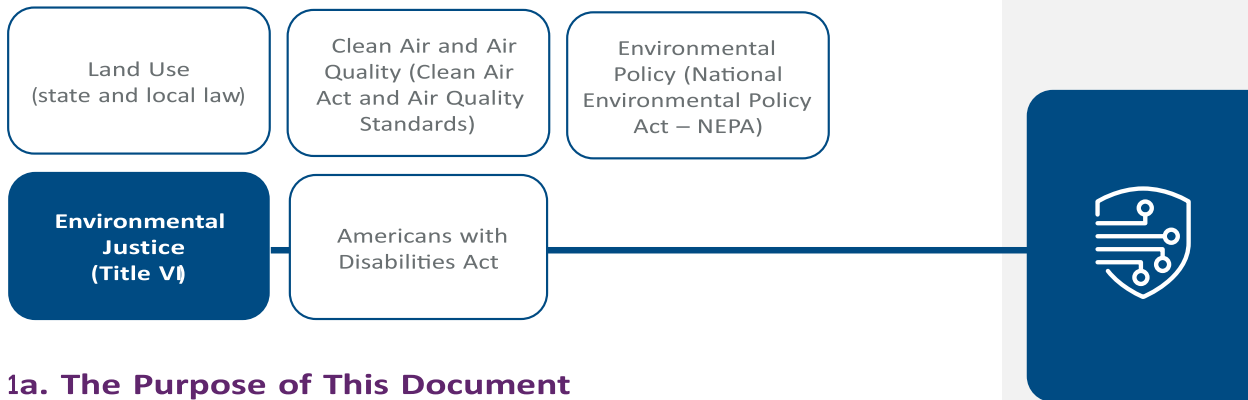 Land Use
(state and local law)
Clean Air and Air
Quality (Clean Air
Act and Air Quality
Standards)
Environmental
Policy (National
Environmental Policy
Act – NEPA)
Environmental
Justice
(Title VI)
Americans with
Disabilities Act
1a. The Purpose of This Document